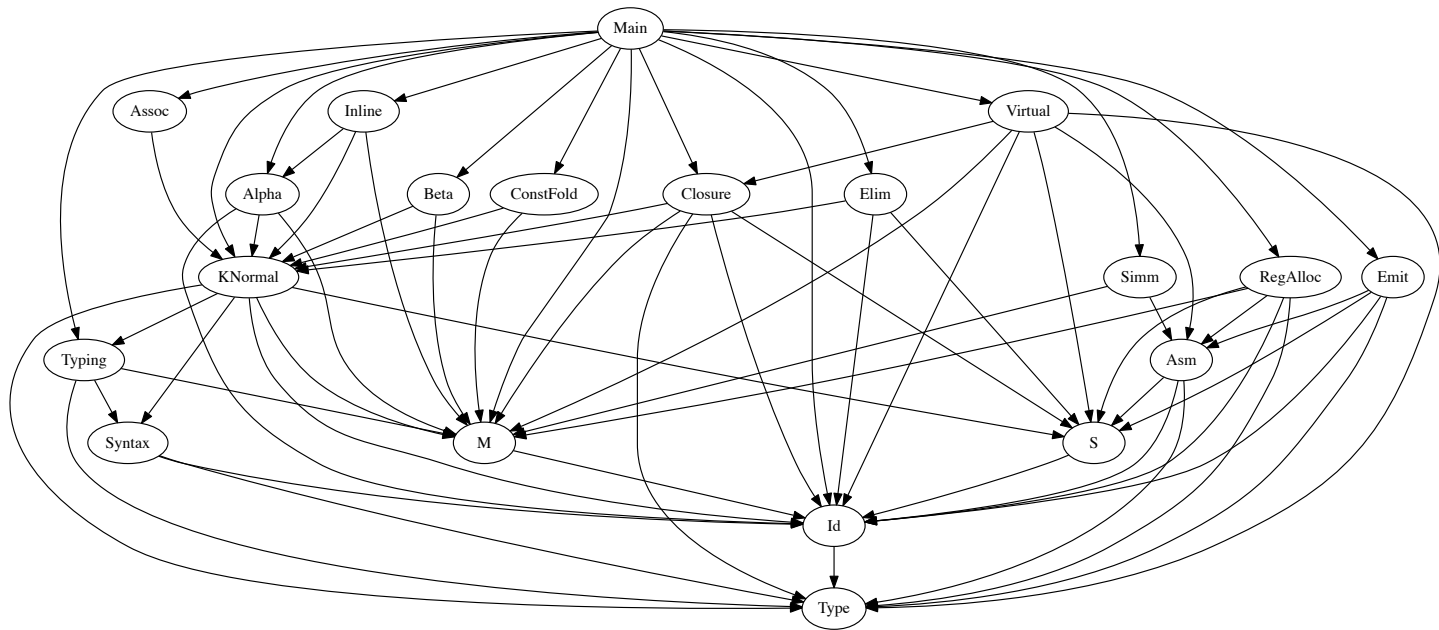 Main
Assoc
Inline
Virtual
Alpha
Beta
ConstFold
Closure
Elim
KNormal
Simm
RegAlloc
Emit
Typing
Asm
Syntax
M
S
Id
Type